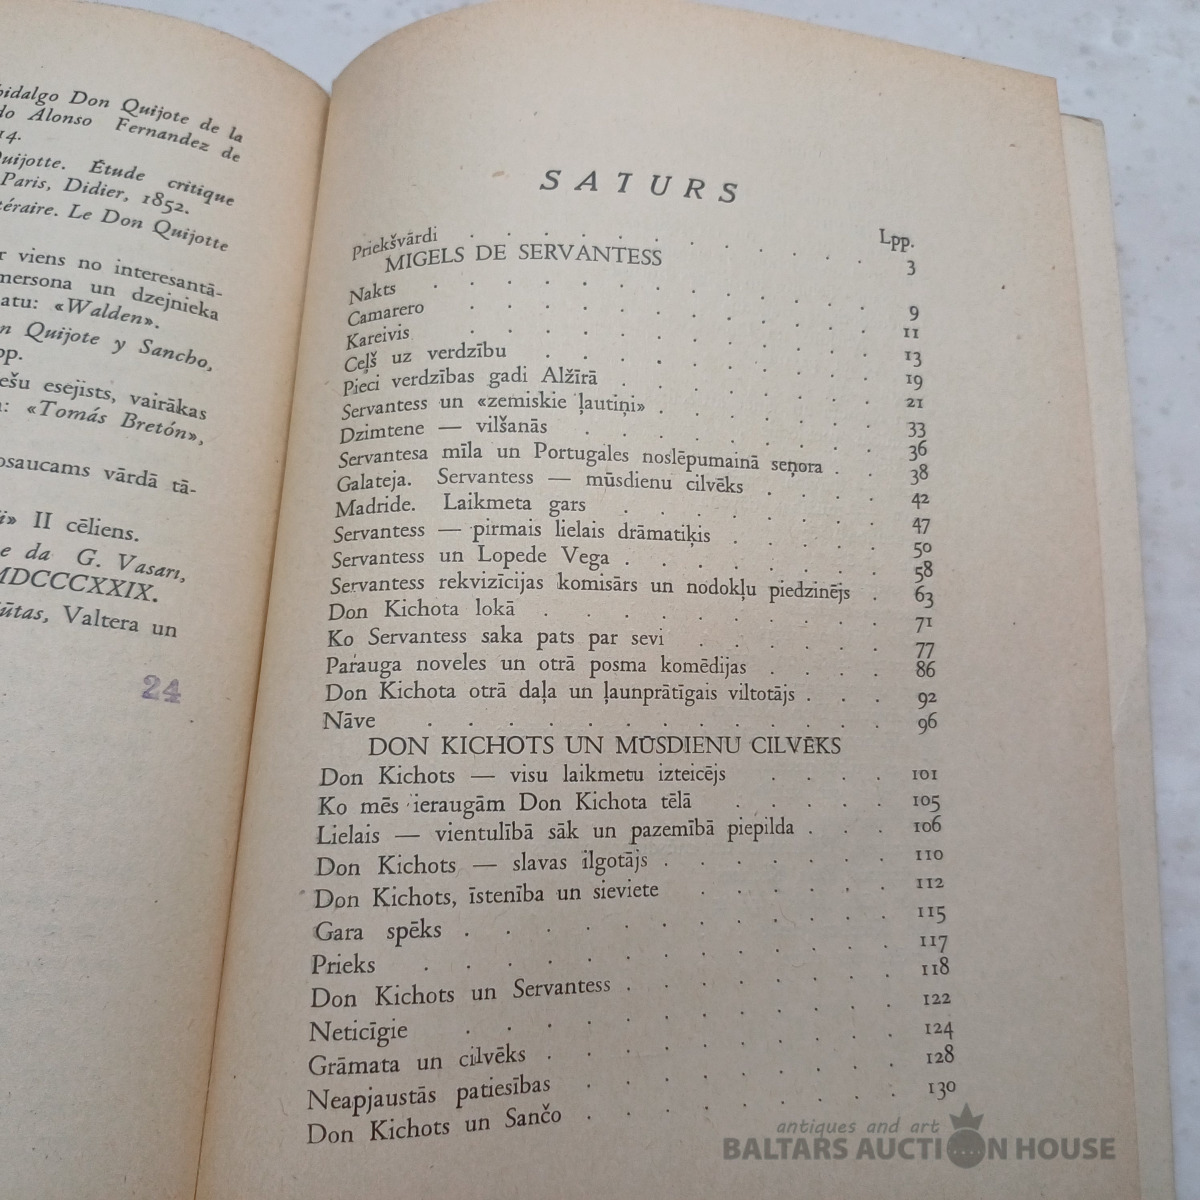 hidalgo Don Quijote de la
do Alonso Fernandez de
14.
Quijotte. Étude critique
Paris, Didier, 1852.
téraire. Le Don Quijotte
r viens no interesantā-
mersona un dzejnieka
atu: «Walden».
n Quijote y Sancho,
pp.
ešu esejists, vairākas
: «Tomás Bretón»,
osaucams vārdā tā-
II cēliens.
e da G. Vasari,
MDCCCXXIX.
Valtera un
24
SATURS
Lpp.
Priekšvārdi . . . . . . . . . 3
MIGELS DE SERVANTESS
Nakts . . . . . . . . . 9
Camarero . . . . . . . . . 11
Kareivis . . . . . . . . . 13
Ceļš uz verdzību . . . . . . . 19
Pieci verdzības gadi Alžīrā . . . . . 21
Servantess un «zemiskie ļautiņi» . . . . . 33
Dzimtene — vilšanās . . . . . . 36
Servantesa mīla un Portugales noslēpumainā seņora . . 38
Galateja. Servantess — mūsdienu cilvēks . . . 42
Madride. Laikmeta gars . . . . . . 47
Servantess — pirmais lielais drāmatiķis . . . . 50
Servantess un Lopede Vega . . . . . . 58
Servantess rekvizīcijas komisārs un nodokļu piedzinējs . 63
Don Kichota lokā . . . . . . . 71
Ko Servantess saka pats par sevi . . . . . 77
Parauga noveles un otrā posma komēdijas . . . . 86
Don Kichota otrā daļa un ļaunprātīgais viltotājs . . . 92
Nāve . . . . . . . . . 96
DON KICHOTS UN MŪSDIENU CILVĒKS
Don Kichots — visu laikmetu izteicējs . . . . 101
Ko mēs ieraugām Don Kichota tēlā . . . . . 105
Lielais — vientulībā sāk un pazemībā piepilda . . . 106
Don Kichots — slavas ilgotājs . . . . . . 110
Don Kichots, īstenība un sieviete . . . . . 112
Gara spēks . . . . . . . . 115
Prieks . . . . . . . . . 117
Don Kichots un Servantess . . . . . . 118
Neticīgie . . . . . . . . 122
Grāmata un cilvēks . . . . . . . 124
Neapjaustās patiesības . . . . . . . 128
Don Kichots un Sančo . . . . . . . 130
antiques and art
BALTARS AUCTION HOUSE